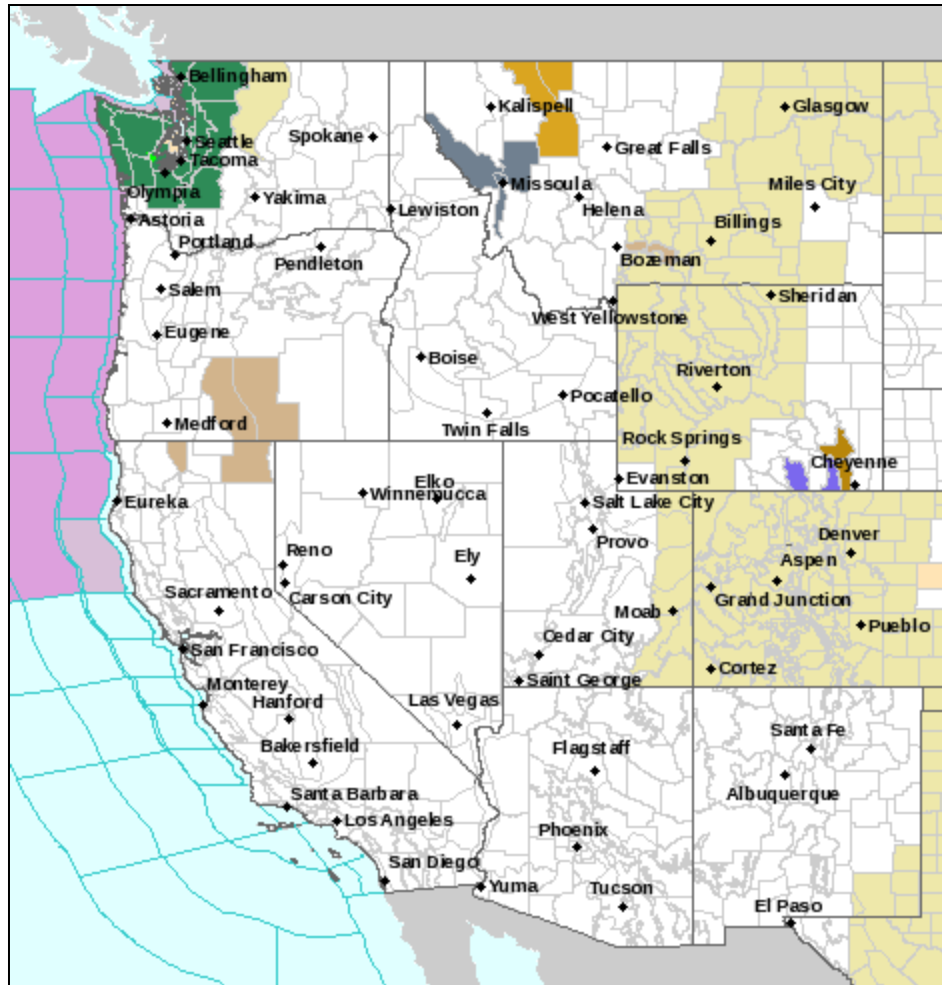 Bellingham
Kalispell
Glasgow
Spokane
Seattle
Great Falls
Tacoma
Miles City
Missoula
Olympia
Yakima
Helena
Lewiston
Astoria
Billings
Portland
Bozeman
Pendleton
Salem
Sheridan
West Yellowstone
Eugene
Boise
Riverton
Pocatello
Medford
Twin Falls
Rock Springs
Cheyenne
Evanston
Elko
Winnemucca
Eureka
Salt Lake City
Denver
Provo
Reno
Ely
Aspen
Sacramento
Carson City
Grand Junction
Moab
Pueblo
Cedar City
San Francisco
Cortez
Saint George
Monterey
Hanford
Las Vegas
Santa Fe
Bakersfield
Flagstaff
Albuquerque
Santa Barbara
Los Angeles
Phoenix
San Diego
Yuma
Tucson
El Paso